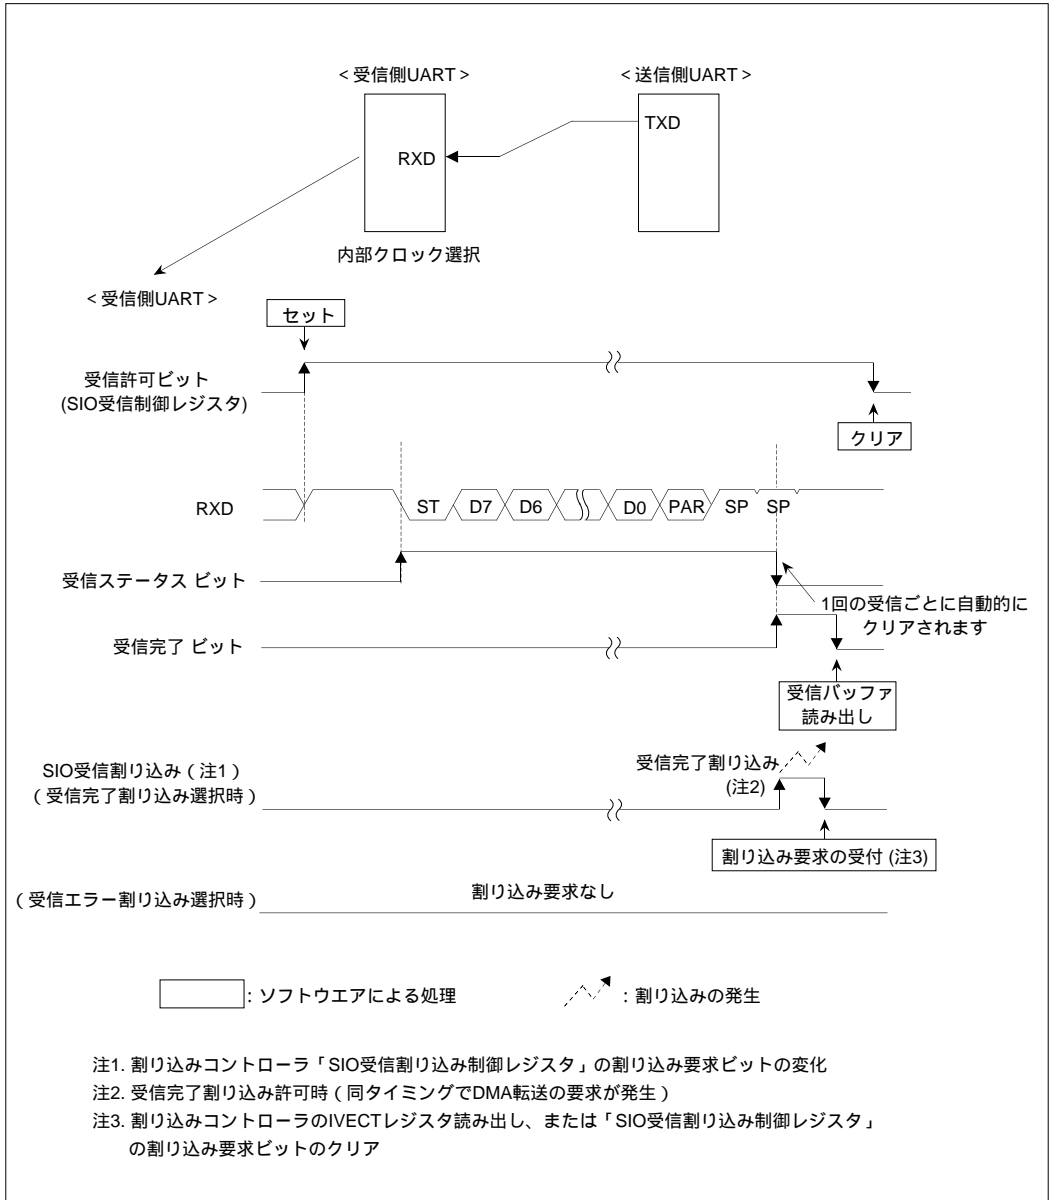 <受信側UART>
<送信側UART>
TXD
RXD
内部クロック選択
<受信側UART>
セット
受信許可ビット
(SIO受信制御レジスタ)
クリア
RXD
ST D7 D6 D0 PAR SP SP
受信ステータス ビット
1回の受信ごとに自動的に
クリアされます
受信完了 ビット
受信バッファ
読み出し
SIO受信割り込み(注1)
(受信完了割り込み選択時)
受信完了割り込み
(注2)
割り込み要求の受付 (注3)
(受信エラー割り込み選択時)
割り込み要求なし
:ソフトウエアによる処理
:割り込みの発生
注1. 割り込みコントローラ「SIO受信割り込み制御レジスタ」の割り込み要求ビットの変化
注2. 受信完了割り込み許可時(同タイミングでDMA転送の要求が発生)
注3. 割り込みコントローラのIVECTレジスタ読み出し、または「SIO受信割り込み制御レジスタ」
の割り込み要求ビットのクリア